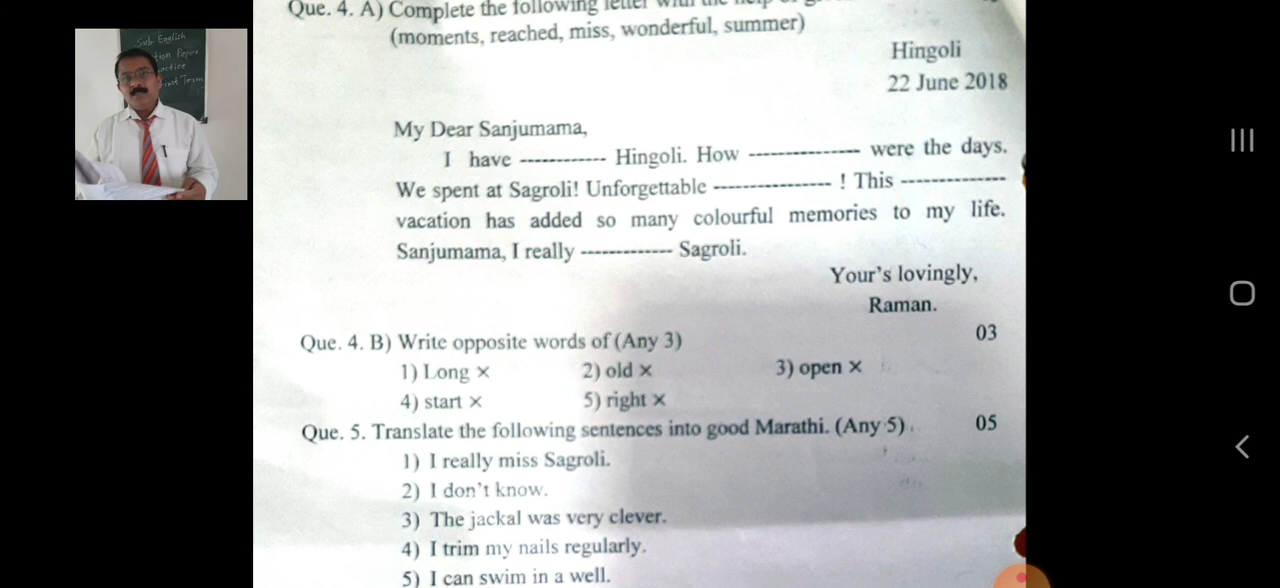 Sub- English
Que. 4. A) Complete the following letter with the help of
(moments, reached, miss, wonderful, summer)
Hingoli
22 June 2018
My Dear Sanjumama,
I have ------------ Hingoli. How ---------------- were the days.
We spent at Sagroli! Unforgettable ----------------- ! This ---------------
vacation has added so many colourful memories to my life.
Sanjumama, I really ------------- Sagroli.
Your's lovingly,
Raman.
Que. 4. B) Write opposite words of (Any 3) 03
1) Long × 2) old × 3) open ×
4) start × 5) right ×
Que. 5. Translate the following sentences into good Marathi. (Any 5) . 05
1) I really miss Sagroli.
2) I don't know.
3) The jackal was very clever.
4) I trim my nails regularly.
5) I can swim in a well.